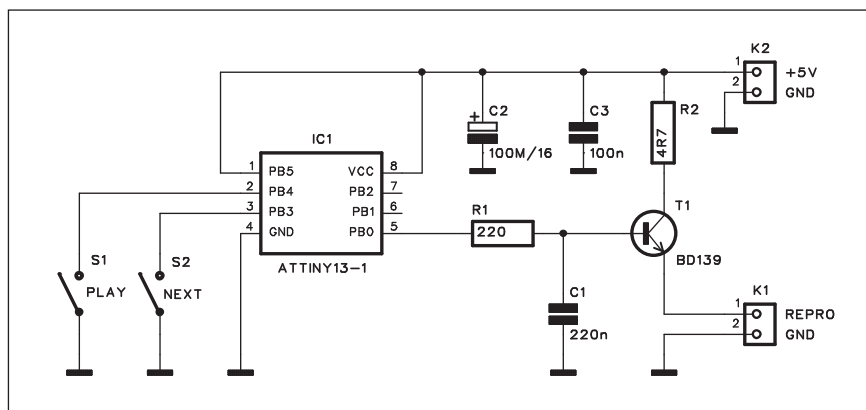 K2
1
+5V
2
GND
R2
4R7
C2
+
100M/16
C3
100n
IC1
1
PB5
VCC
8
2
PB4
PB2
7
3
PB3
PB1
6
4
GND
PB0
5
ATTINY13-1
R1
220
T1
BD139
S1
PLAY
S2
NEXT
C1
220n
K1
1
REPRO
2
GND